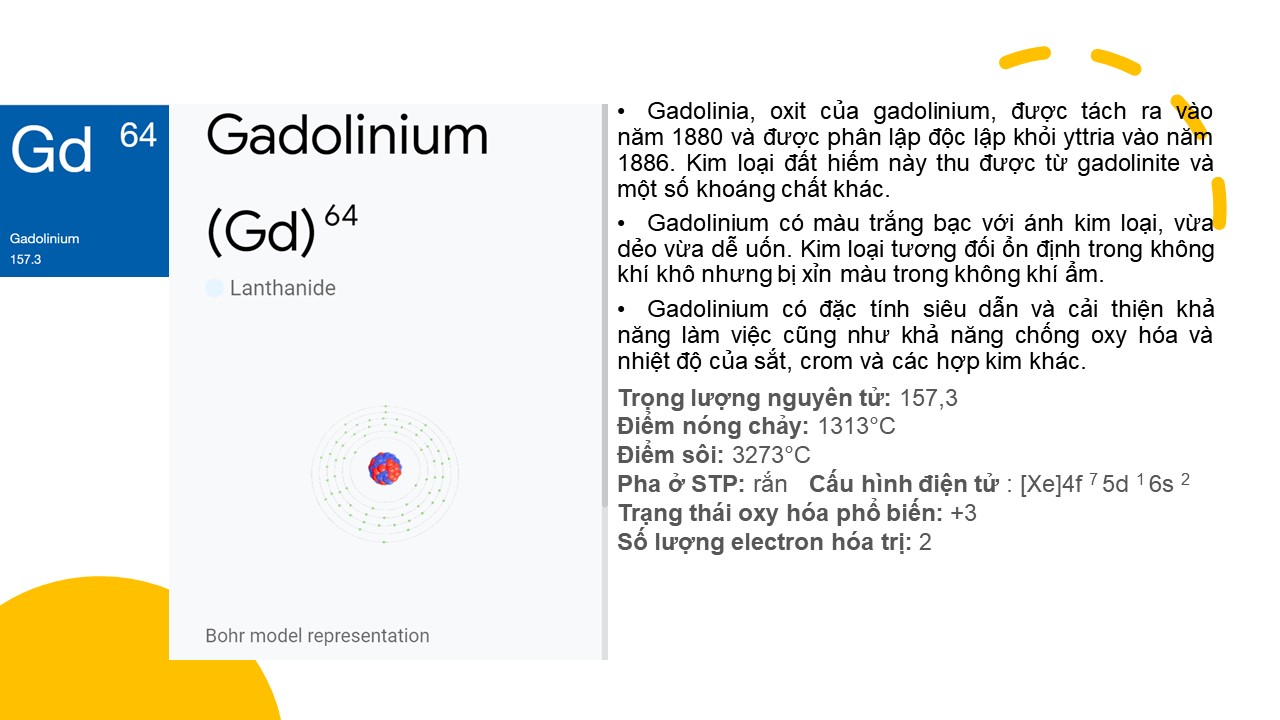 Gd 64
Gadolinium
157.3
Gadolinium
(Gd) 64
Lanthanide
Bohr model representation
• Gadolinia, oxit của gadolinium, được tách ra vào
năm 1880 và được phân lập độc lập khỏi yttria vào năm
1886. Kim loại đất hiếm này thu được từ gadolinite và
một số khoáng chất khác.
• Gadolinium có màu trắng bạc với ánh kim loại, vừa
dẻo vừa dễ uốn. Kim loại tương đối ổn định trong không
khí khô nhưng bị xỉn màu trong không khí ẩm.
• Gadolinium có đặc tính siêu dẫn và cải thiện khả
năng làm việc cũng như khả năng chống oxy hóa và
nhiệt độ của sắt, crom và các hợp kim khác.
Trọng lượng nguyên tử: 157,3
Điểm nóng chảy: 1313°C
Điểm sôi: 3273°C
Pha ở STP: rắn Cấu hình điện tử : [Xe]4f 7 5d 1 6s 2
Trạng thái oxy hóa phổ biến: +3
Số lượng electron hóa trị: 2